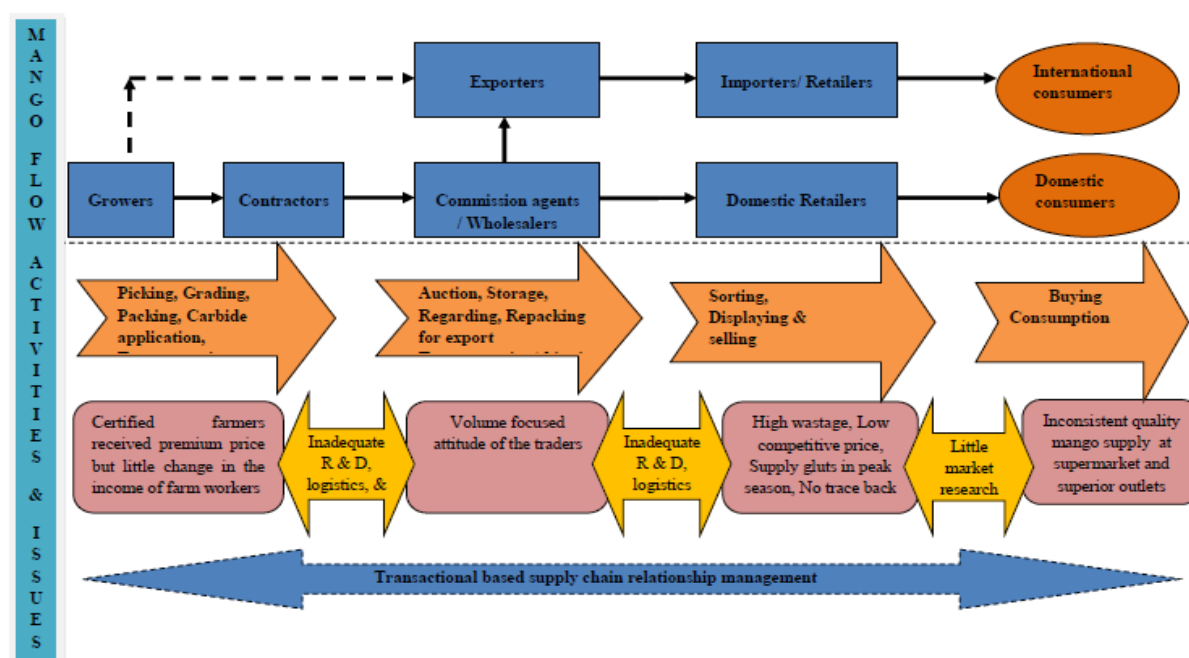 MANGO FLOW ACTIVITIES & ISSUES
Exporters
Importers/ Retailers
International
consumers
Growers
Contractors
Commission agents
/ Wholesalers
Domestic Retailers
Domestic
consumers
Picking, Grading,
Packing, Carbide
application,
Auction, Storage,
Regarding, Repacking
for export
Sorting,
Displaying &
selling
Buying
Consumption
Certified farmers
received premium price
but little change in the
income of farm workers
Inadequate
R & D,
logistics, &
Volume focused
attitude of the traders
Inadequate
R & D,
logistics
High wastage, Low
competitive price,
Supply gluts in peak
season, No trace back
Little
market
research
Inconsistent quality
mango supply at
supermarket and
superior outlets
Transactional based supply chain relationship management